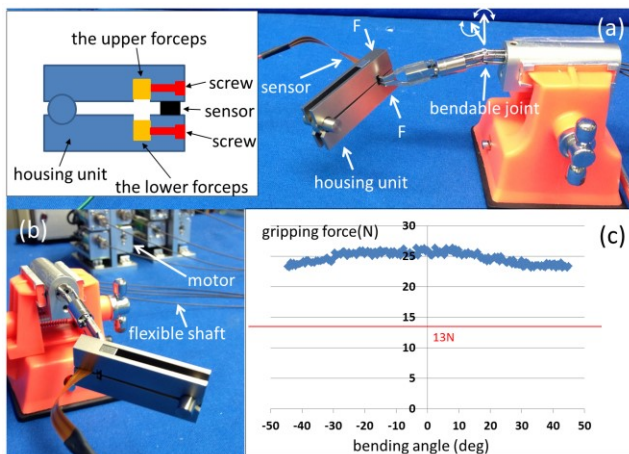 the upper forceps
screw
sensor
screw
housing unit
the lower forceps
(a)
F
sensor
bendable joint
F
housing unit
(b)
motor
flexible shaft
(c)
gripping force(N)
30
25
20
15
13N
10
5
0
-50 -40 -30 -20 -10 0 10 20 30 40 50
bending angle (deg)